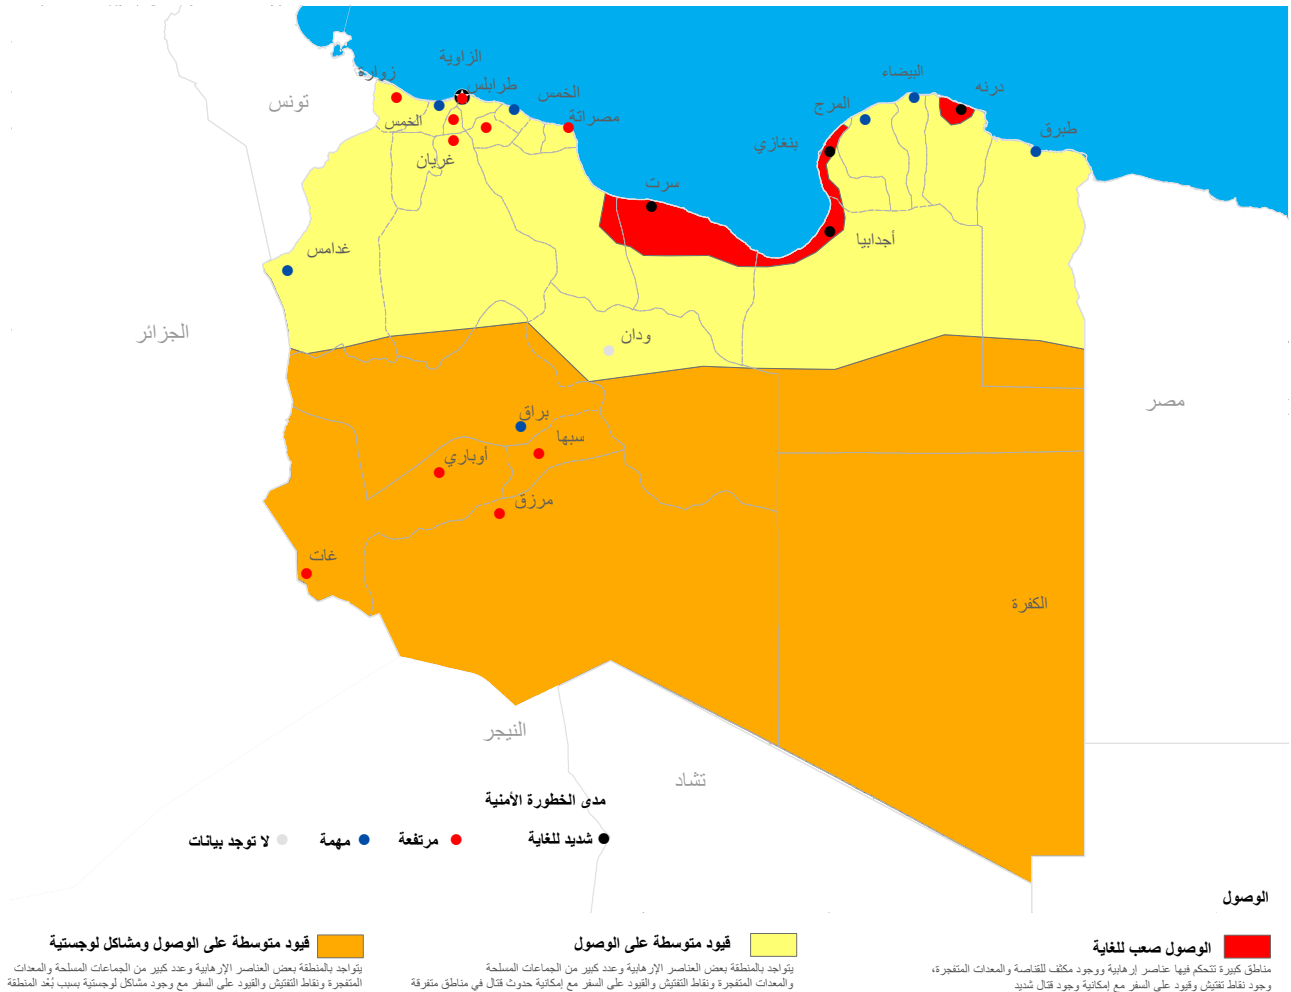 الزاوية
زوارة
طرابلس
الخمس
الخمس
مصراتة
غريان
البيضاء
درنه
المرج
طبرق
بنغازي
سرت
أجدابيا
تونس
غدامس
الجزائر
ودان
مصر
براق
سبها
أوباري
مرزق
غات
الكفرة
النيجر
تشاد
مدى الخطورة الأمنية
شديد للغاية
مرتفعة
مهمة
لا توجد بيانات
الوصول
الوصول صعب للغاية
مناطق كبيرة تتحكم فيها عناصر إرهابية ووجود مكثف للقناصة والمعدات المتفجرة،
وجود نقاط تفتيش وقيود على السفر مع إمكانية وجود قتال شديد
قيود متوسطة على الوصول
يتواجد بالمنطقة بعض العناصر الإرهابية وعدد كبير من الجماعات المسلحة
والمعدات المتفجرة ونقاط التفتيش والقيود على السفر مع إمكانية حدوث قتال في مناطق متفرقة
قيود متوسطة على الوصول ومشاكل لوجستية
يتواجد بالمنطقة بعض العناصر الإرهابية وعدد كبير من الجماعات المسلحة والمعدات
المتفجرة ونقاط التفتيش والقيود على السفر مع وجود مشاكل لوجستية بسبب بُعْد المنطقة